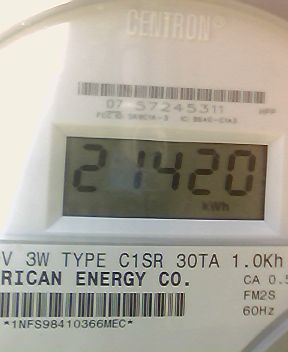 CENTRON®
07 57245311
21420
kWh
V 3W TYPE C1SR 30TA 1.0Kh
RICAN ENERGY CO.
CA 0.5
FM2S
60Hz
*1NFS98410366MEC*